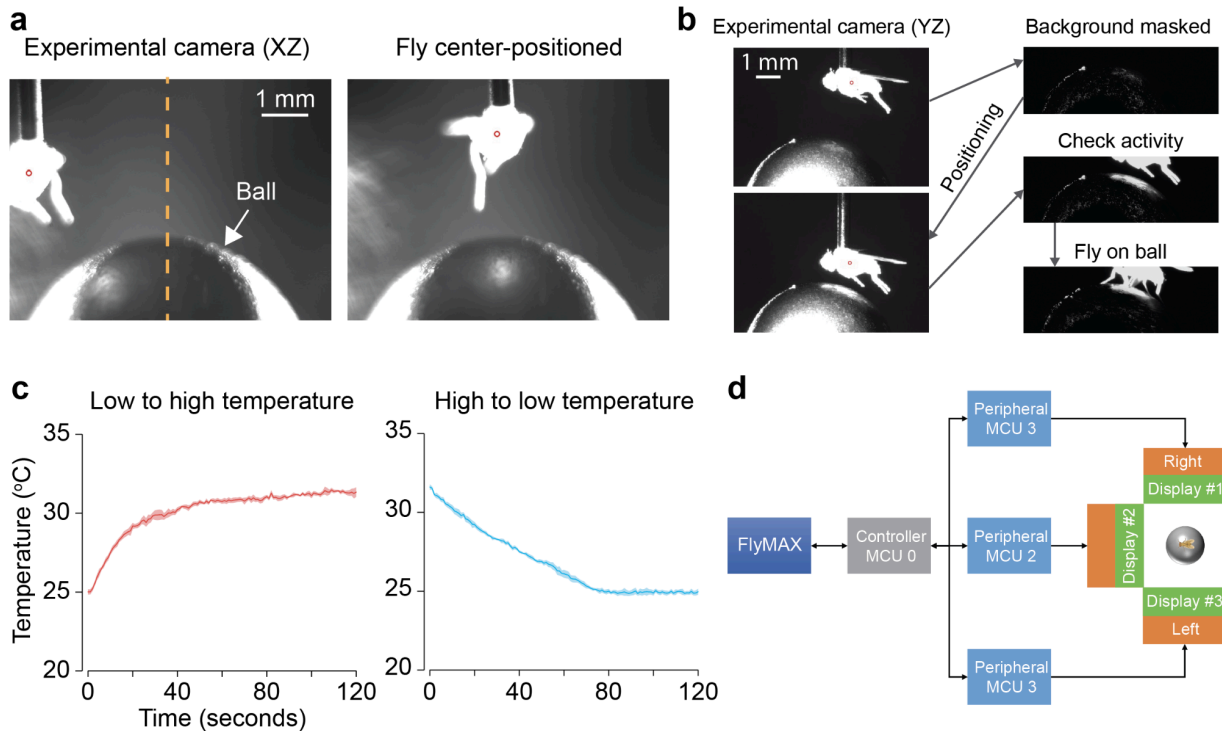 a
Experimental camera (XZ)
Fly center-positioned
1 mm
Ball
b
Experimental camera (YZ)
Background masked
1 mm
Positioning
Check activity
Fly on ball
c
Low to high temperature
High to low temperature
Temperature (°C)
35
30
25
20
0
40
80
120
Time (seconds)
35
30
25
20
0
40
80
120
d
Peripheral
MCU 3
Right
Display #1
FlyMAX
Controller
MCU 0
Peripheral
MCU 2
Display #2
Display #3
Left
Peripheral
MCU 3